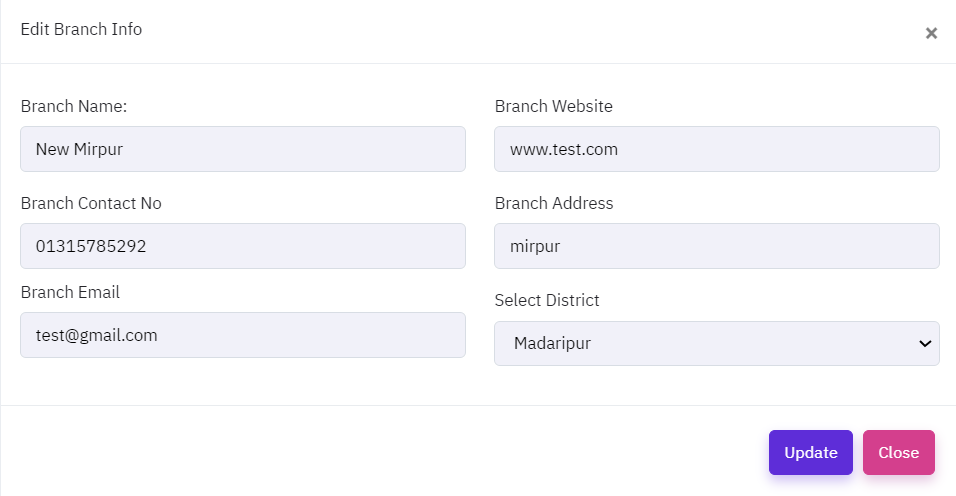 Edit Branch Info
×
Branch Name:
Branch Website
New Mirpur
www.test.com
Branch Contact No
Branch Address
01315785292
mirpur
Branch Email
Select District
test@gmail.com
Madaripur
Update
Close